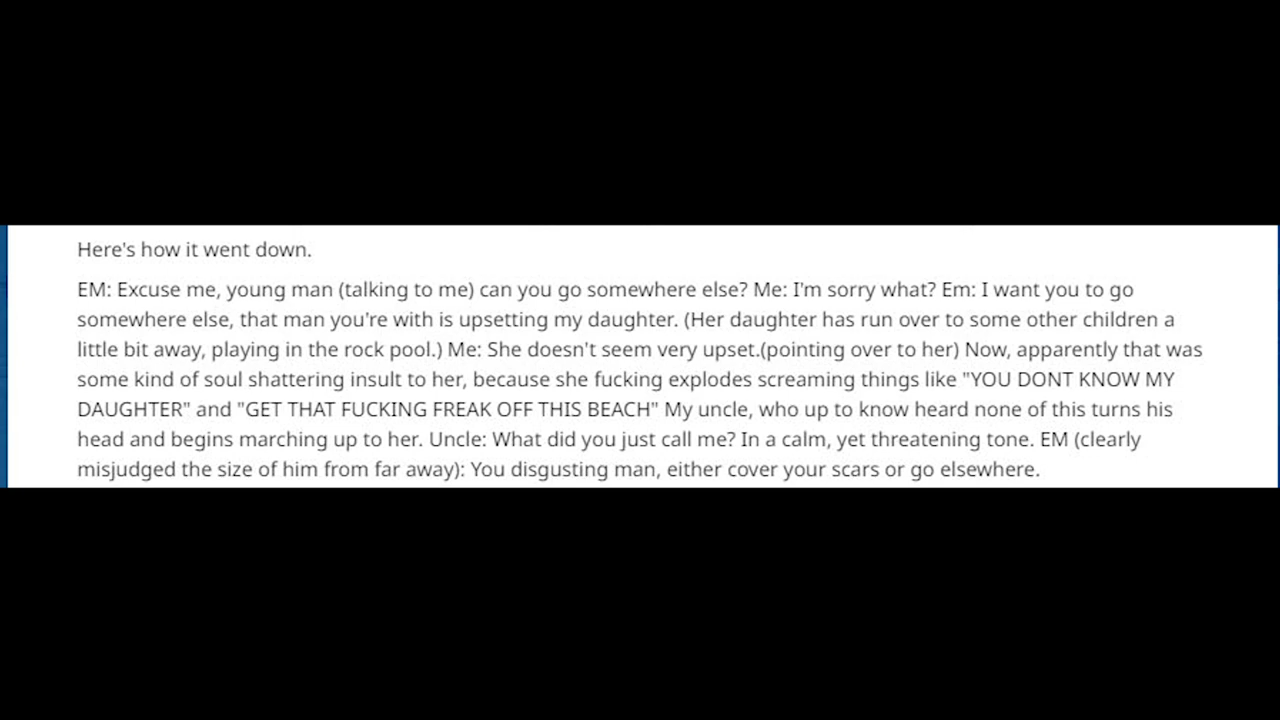 Here's how it went down.
EM: Excuse me, young man (talking to me) can you go somewhere else? Me: I'm sorry what? Em: I want you to go
somewhere else, that man you're with is upsetting my daughter. (Her daughter has run over to some other children a
little bit away, playing in the rock pool.) Me: She doesn't seem very upset.(pointing over to her) Now, apparently that was
some kind of soul shattering insult to her, because she fucking explodes screaming things like "YOU DONT KNOW MY
DAUGHTER" and "GET THAT FUCKING FREAK OFF THIS BEACH" My uncle, who up to know heard none of this turns his
head and begins marching up to her. Uncle: What did you just call me? In a calm, yet threatening tone. EM (clearly
misjudged the size of him from far away): You disgusting man, either cover your scars or go elsewhere.